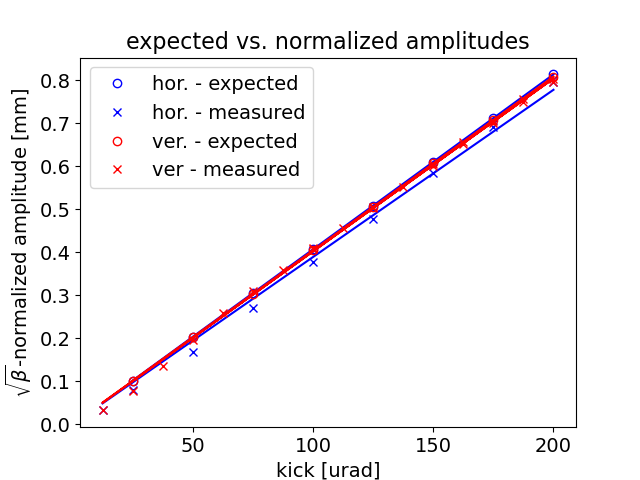 expected vs. normalized amplitudes
hor. - expected
hor. - measured
ver. - expected
ver - measured
√β-normalized amplitude [mm]
0.8
0.7
0.6
0.5
0.4
0.3
0.2
0.1
0.0
50 100 150 200
kick [urad]